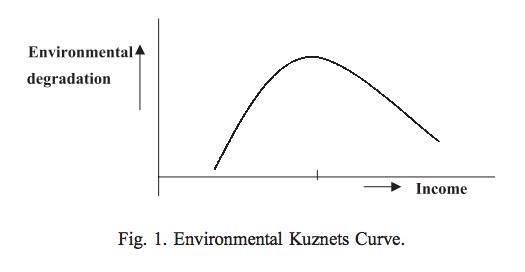 Environmental
degradation
Income
Fig. 1. Environmental Kuznets Curve.